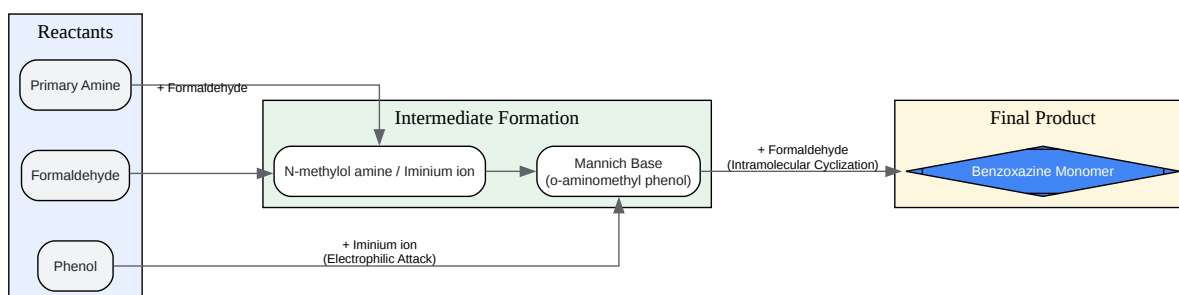 Reactants
Primary Amine
+ Formaldehyde
Formaldehyde
Phenol
Intermediate Formation
N-methylol amine / Iminium ion
Mannich Base
(o-aminomethyl phenol)
+ Iminium ion
(Electrophilic Attack)
+ Formaldehyde
(Intramolecular Cyclization)
Final Product
Benzoxazine Monomer